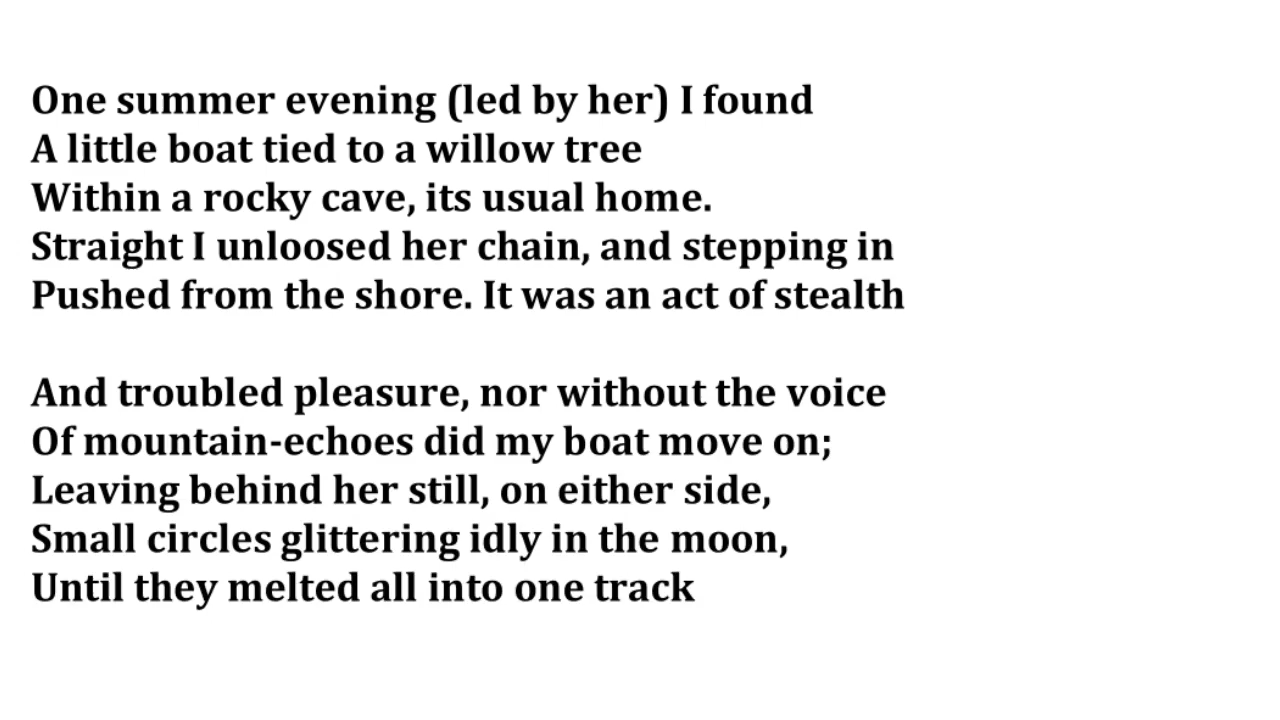 One summer evening (led by her) I found
A little boat tied to a willow tree
Within a rocky cave, its usual home.
Straight I unloosed her chain, and stepping in
Pushed from the shore. It was an act of stealth
And troubled pleasure, nor without the voice
Of mountain-echoes did my boat move on;
Leaving behind her still, on either side,
Small circles glittering idly in the moon,
Until they melted all into one track